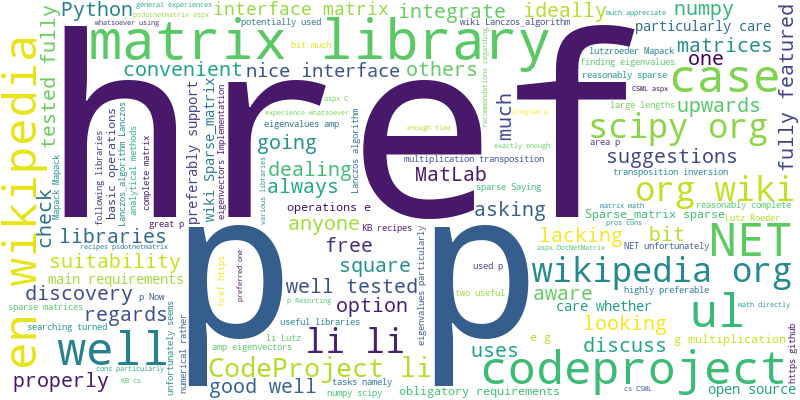 href
p p
matrix library
interface matrix
integrate
ideally
numpy
Python
convenient
nice interface
others
particularly care
matrices
one
case
upwards
scipy org
suggestions
org wiki
fully featured
en wikipedia
tested fully
check
libraries
suitability
main requirements
discovery
regards
well
properly
good well
CodeProject li
li li
option
square
free
well tested
anyone
always
dealing
going
MatLab
asking
much
lacking
bit
NET
wikipedia org
aware
care whether
looking
discuss
ul
uses
e g
codeproject
open source
obligatory requirements
general experiences
psdotnetmatrix aspx
whatsoever using
potentially used
bit much
wiki Lanczos_algorithm
much appreciate
lutzroeder Mapack
finding eigenvalues
reasonably sparse
CSML aspx
large lengths
recommendations regarding
experience whatsoever
aspx C
eigenvalues amp
enough time
program p
exactly enough
area p
multiplication transposition
transposition inversion
sparse Saying
matrix math
reasonably complete
Sparse_matrix sparse
Lutz Roeder
pros cons
aspx DotNetMatrix
NET unfortunately
highly preferable
used p
two useful
g multiplication
math directly
https github
cs CSML
numpy scipy
tasks namely
amp eigenvectors
li Lutz
useful libraries
p Resorting
KB recipes
operations e
various libraries
Lanczos algorithm
eigenvalues particularly
preferred one
href https
eigenvectors Implementation
wiki Sparse_matrix
preferably support
complete matrix
analytical methods
Lanczos_algorithm Lanczos
basic operations
following libraries
Mapack Mapack
great p
recipes psdotnetmatrix
p Now
sparse matrices
searching turned
unfortunately seems
numerical rather
cons particularly
KB cs